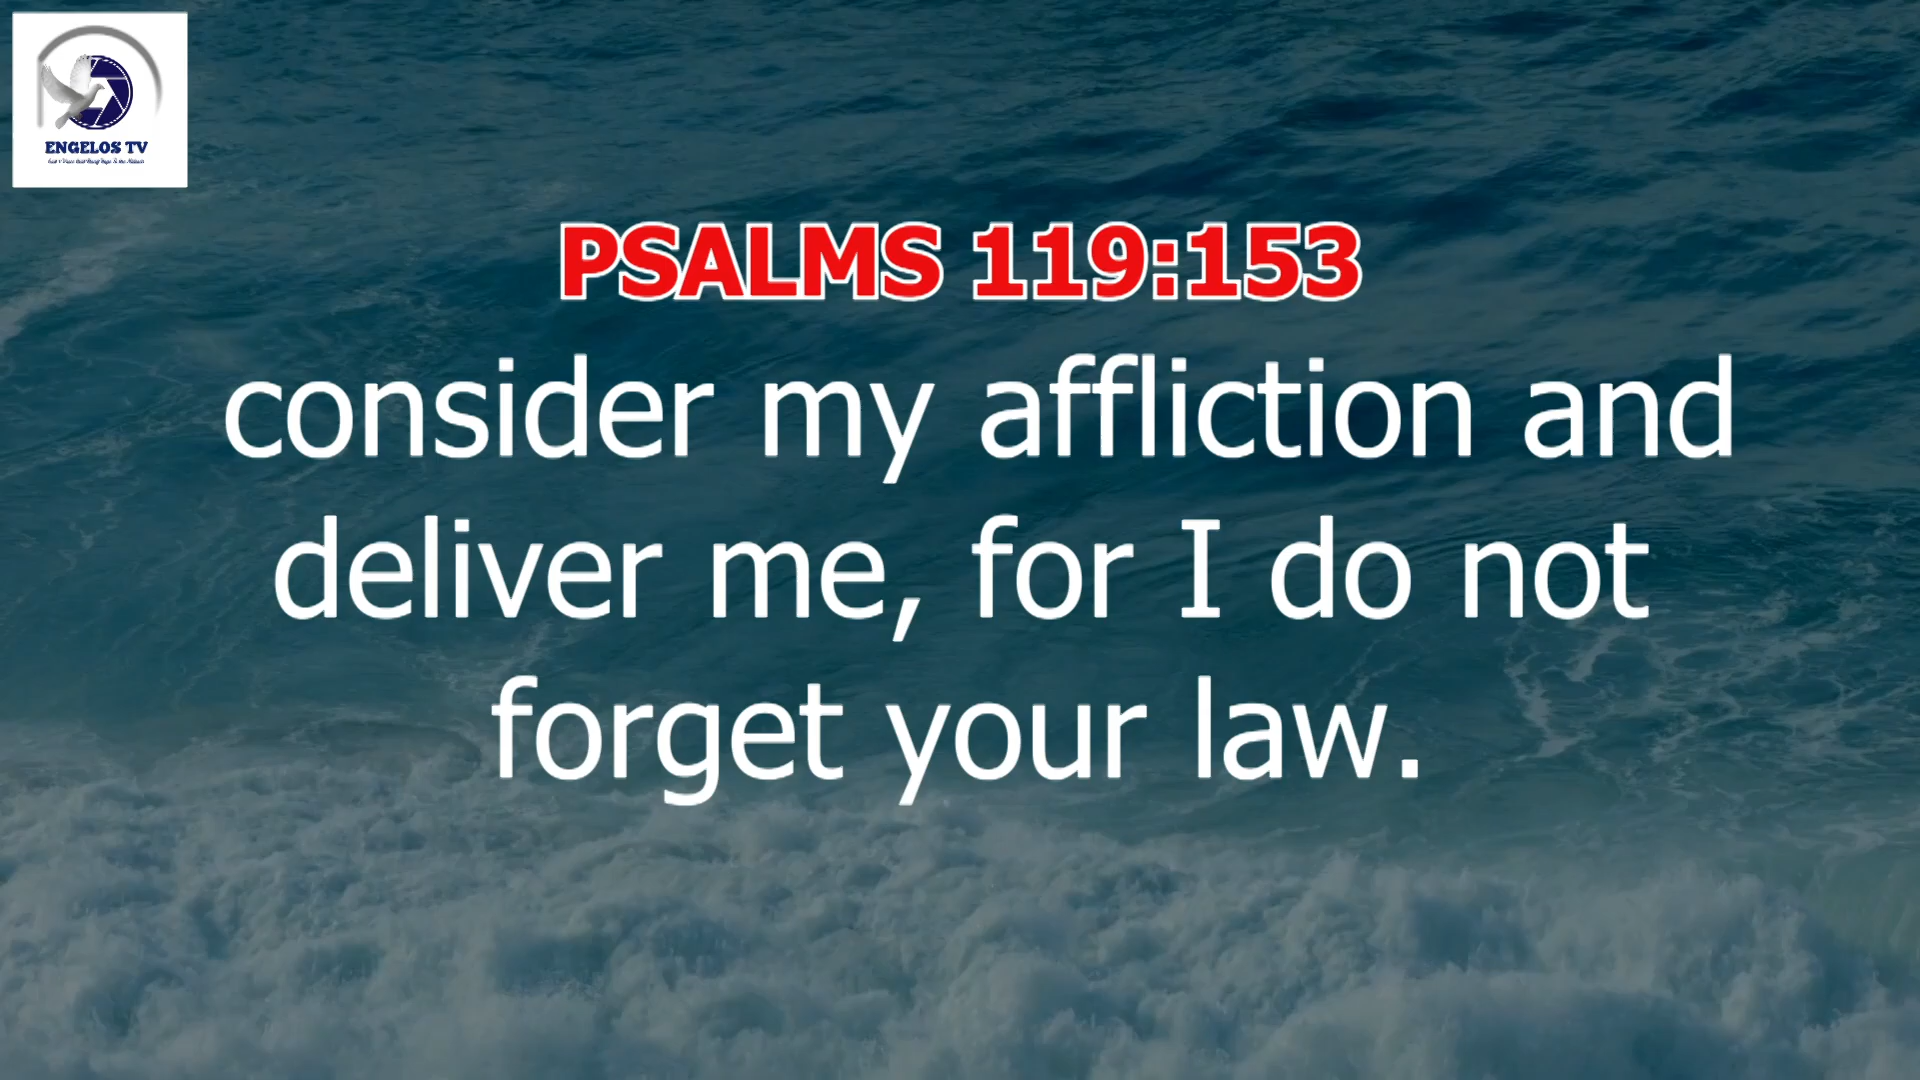 ENGELOS TV
PSALMS 119:153
consider my affliction and
deliver me, for I do not
forget your law.